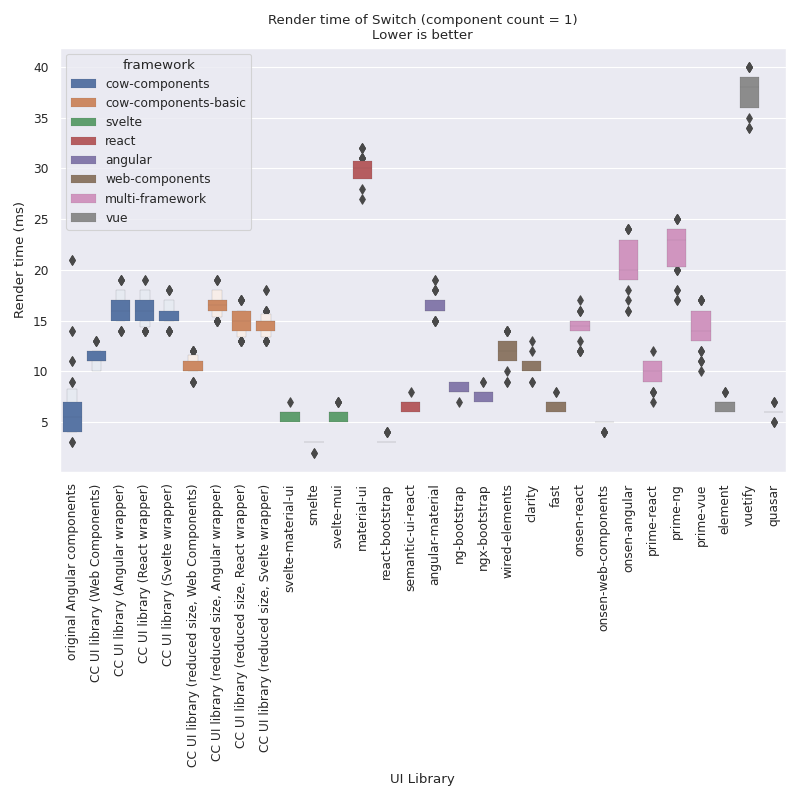 Render time of Switch (component count = 1)
Lower is better
framework
cow-components
cow-components-basic
svelte
react
angular
web-components
multi-framework
vue
Render time (ms)
40
35
30
25
20
15
10
5
original Angular components
CC UI library (Web Components)
CC UI library (Angular wrapper)
CC UI library (React wrapper)
CC UI library (Svelte wrapper)
CC UI library (reduced size, Web Components)
CC UI library (reduced size, Angular wrapper)
CC UI library (reduced size, React wrapper)
CC UI library (reduced size, Svelte wrapper)
svelte-material-ui
smelte
svelte-mui
material-ui
react-bootstrap
semantic-ui-react
angular-material
ng-bootstrap
ngx-bootstrap
wired-elements
clarity
fast
onsen-react
onsen-web-components
onsen-angular
prime-react
prime-ng
prime-vue
element
vuetify
quasar
UI Library